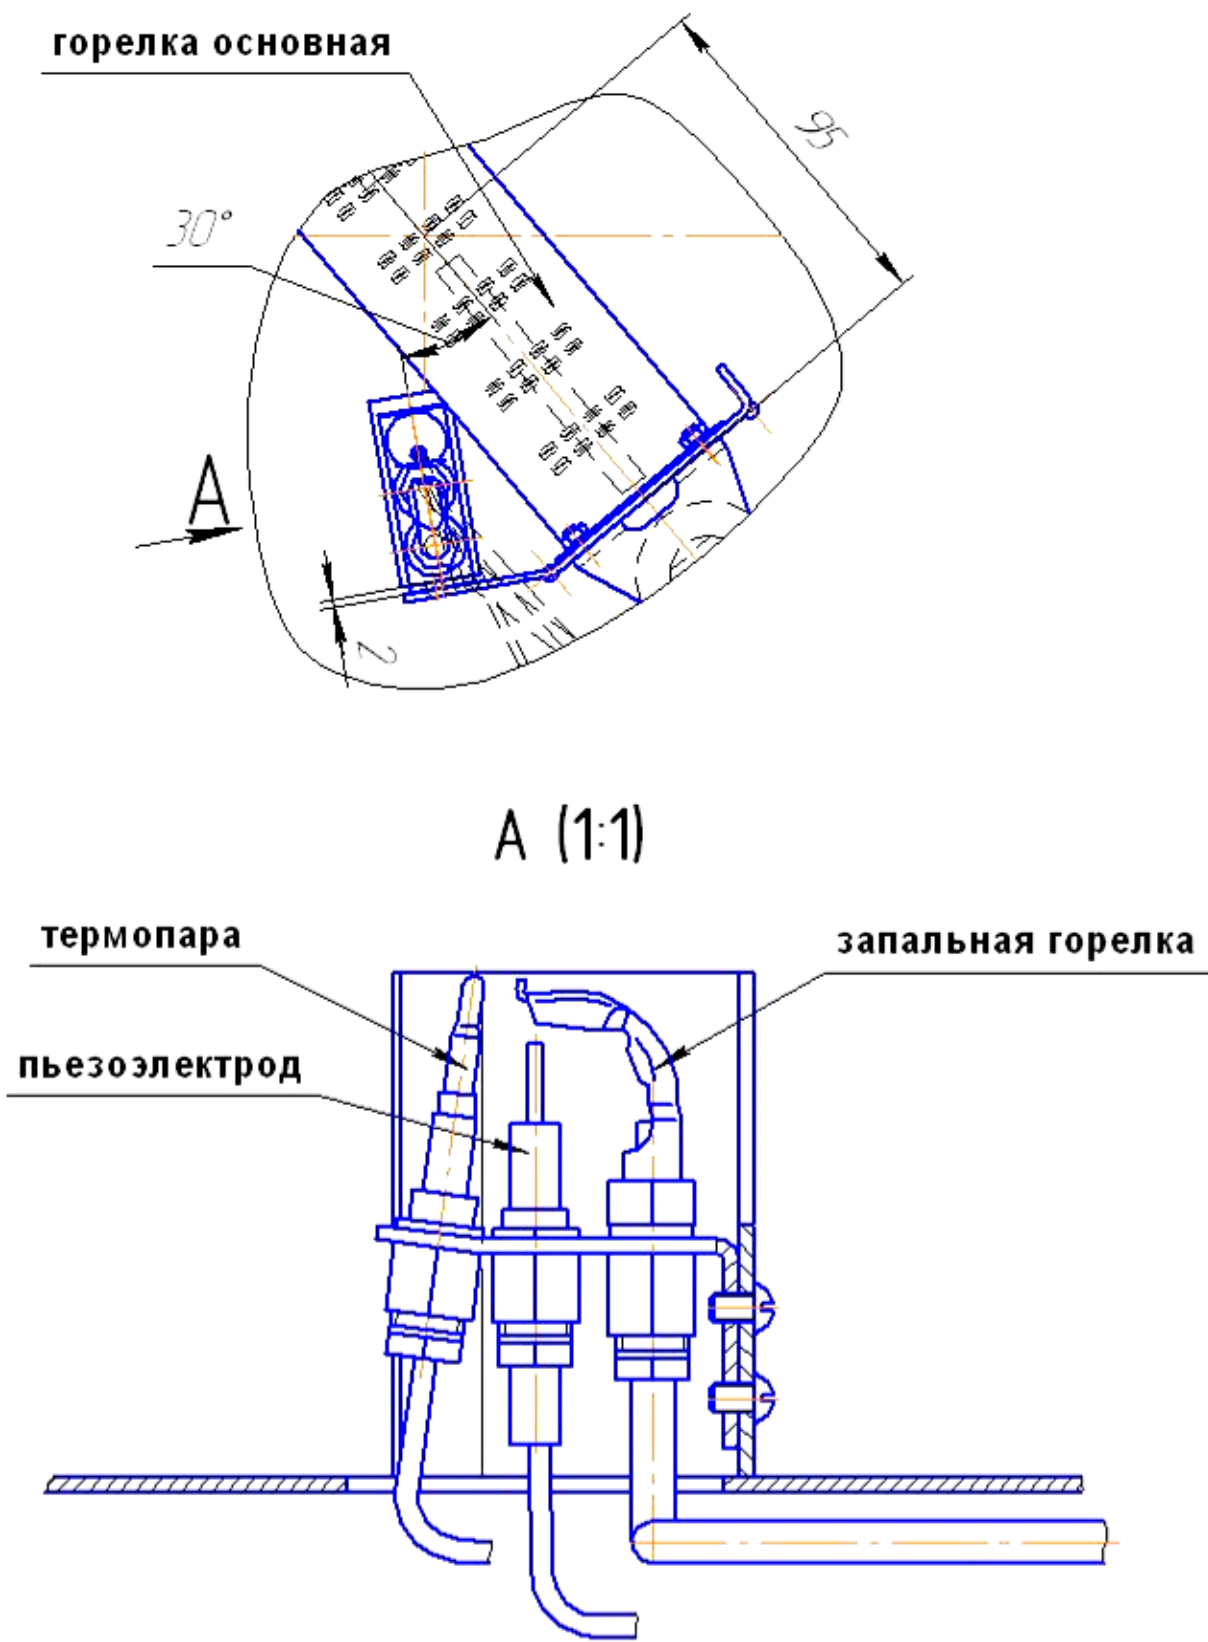 горелка основная
95
30°
А
2
А (1:1)
термопара
запальная горелка
пьезоэлектрод